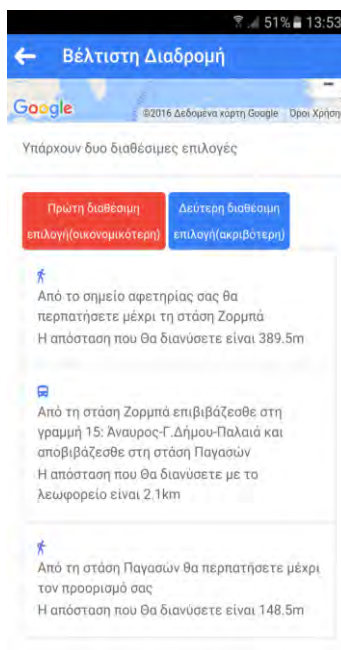 51% 13:53
Βέλτιστη Διαδρομή
Google ©2016 Δεδομένα χάρτη Google Όροι Χρήση
Υπάρχουν δυο διαθέσιμες επιλογές
Πρώτη διαθέσιμη
επιλογή(οικονομικότερη)
Δεύτερη διαθέσιμη
επιλογή(ακριβότερη)
Από το σημείο αφετηρίας σας θα
περπατήσετε μέχρι τη στάση Ζορμπά
Η απόσταση που Θα διανύσετε είναι 389.5m
Από τη στάση Ζορμπά επιβιβάζεσθε στη
γραμμή 15: Άναυρος-Γ.Δήμου-Παλαιά και
αποβιβάζεσθε στη στάση Παγασών
Η απόσταση που Θα διανύσετε με το
λεωφορείο είναι 2.1km
Από τη στάση Παγασών θα περπατήσετε μέχρι
τον προορισμό σας
Η απόσταση που Θα διανύσετε είναι 148.5m